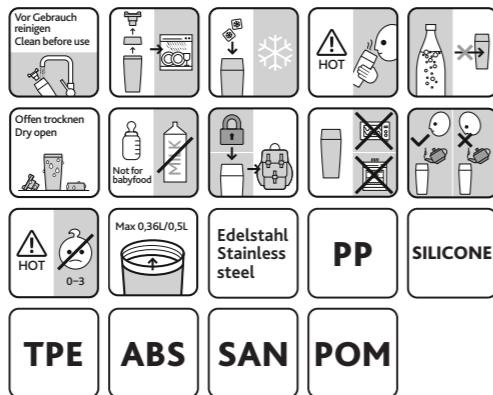 Vor Gebrauch
reinigen
Clean before use
HOT
Offen trocknen
Dry open
Not for
babyfood
MILK
HOT
0–3
Max 0,36L/0,5L
Edelstahl
Stainless
steel
PP
SILICONE
TPE
ABS
SAN
POM